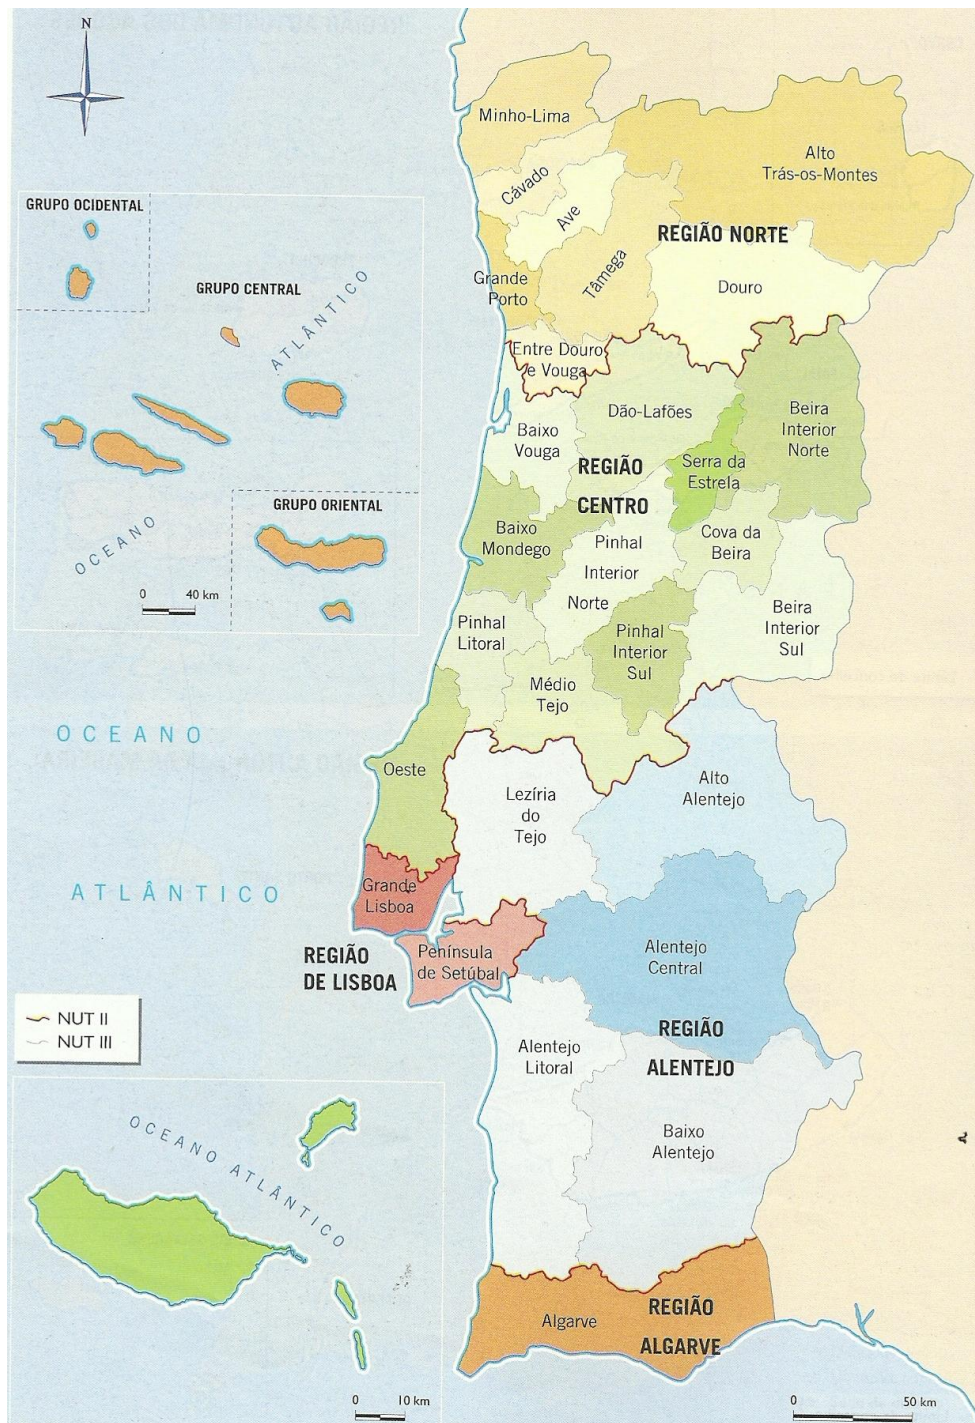 N
Minho-Lima
Alto
Trás-os-Montes
Cávado
Ave
GRUPO OCIDENTAL
REGIÃO NORTE
Tâmega
Grande
Porto
Douro
GRUPO CENTRAL
ATLÂNTICO
Entre Douro
e Vouga
Dão-Lafões
Beira
Interior
Norte
Baixo
Vouga
REGIÃO
CENTRO
Serra da
Estrela
GRUPO ORIENTAL
OCEANO
Baixo
Mondego
Cova da
Beira
Pinhal
Interior
Norte
0 40 km
Pinhal
Litoral
Pinhal
Interior
Sul
Beira
Interior
Sul
Médio
Tejo
OCEANO
Oeste
Lezíria
do
Tejo
Alto
Alentejo
ATLÂNTICO
Grande
Lisboa
REGIÃO
DE LISBOA
Península
de Setúbal
Alentejo
Central
NUT II
NUT III
REGIÃO
ALENTEJO
Alentejo
Litoral
Baixo
Alentejo
OCEANO ATLÂNTICO
Algarve
REGIÃO
ALGARVE
0 10 km
0 50 km